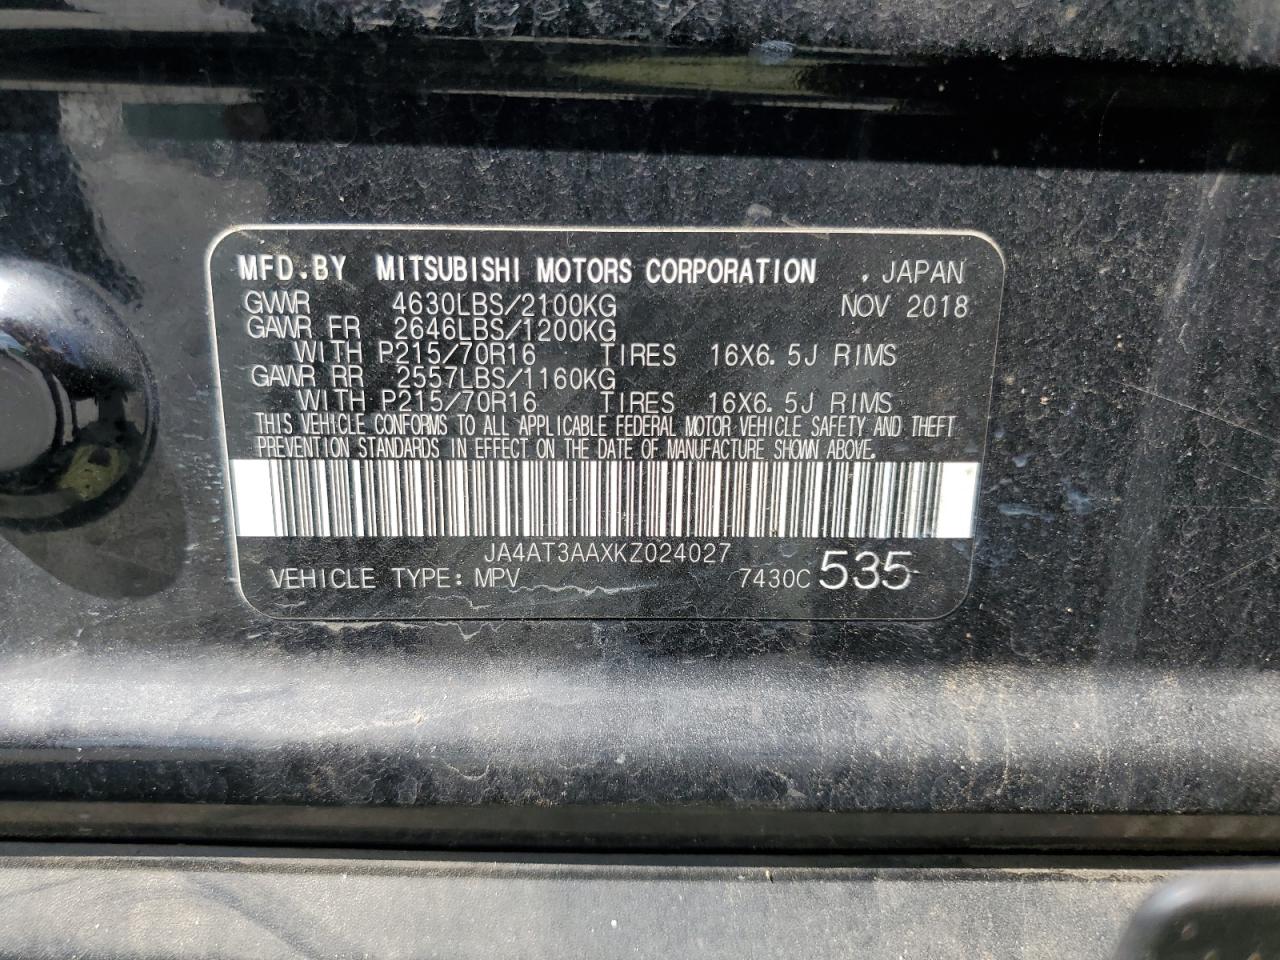 MFD. BY MITSUBISHI MOTORS CORPORATION , JAPAN
GVWR 4630LBS/2100KG NOV 2018
GAWR FR 2646LBS/1200KG
WITH P215/70R16 TIRES 16X6. 5J RIMS
GAWR RR 2557LBS/1160KG
WITH P215/70R16 TIRES 16X6. 5J RIMS
THIS VEHICLE CONFORMS TO ALL APPLICABLE FEDERAL MOTOR VEHICLE SAFETY AND THEFT
PREVENTION STANDARDS IN EFFECT ON THE DATE OF MANUFACTURE SHOWN ABOVE.
JA4AT3AAXKZ024027
VEHICLE TYPE: MPV 7430C 535